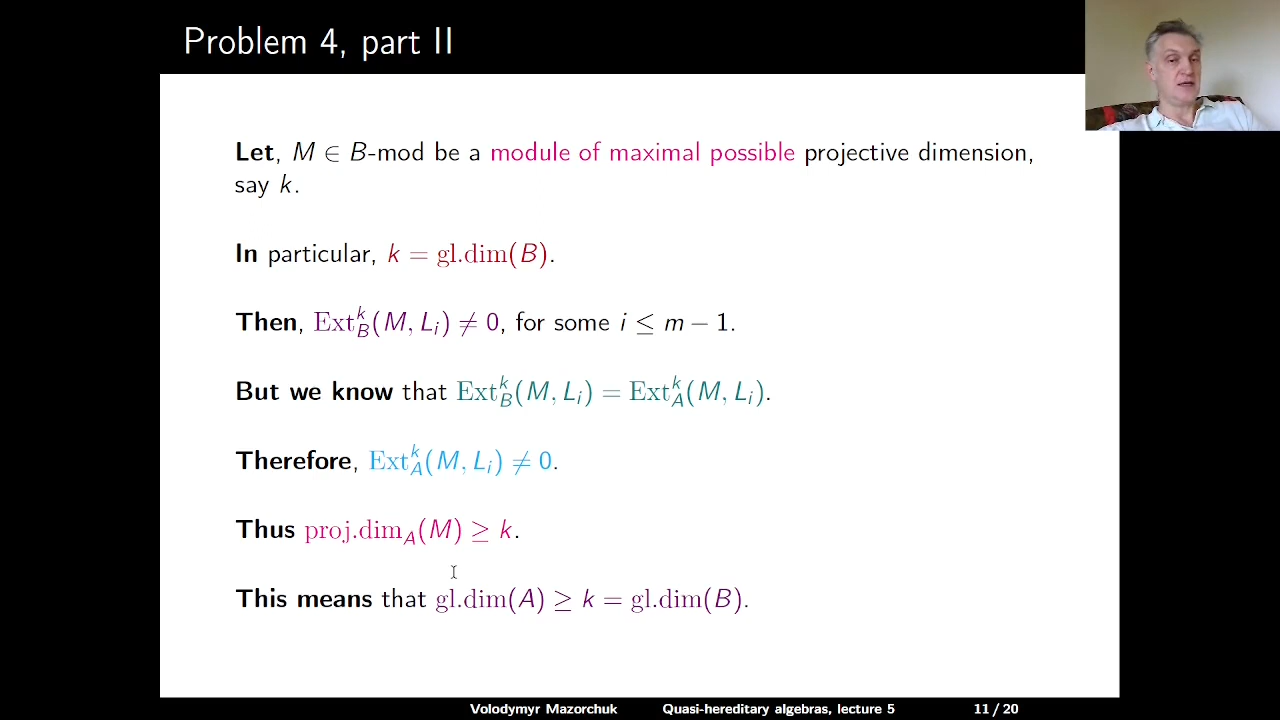 Problem 4, part II
Let, M ∈ B-mod be a module of maximal possible projective dimension,
say k.
In particular, k = gl.dim(B).
Then, Ext^k_B(M, L_i) ≠ 0, for some i ≤ m − 1.
But we know that Ext^k_B(M, L_i) = Ext^k_A(M, L_i).
Therefore, Ext^k_A(M, L_i) ≠ 0.
Thus proj.dim_A(M) ≥ k.
This means that gl.dim(A) ≥ k = gl.dim(B).
Volodymyr Mazorchuk Quasi-hereditary algebras, lecture 5 11 / 20